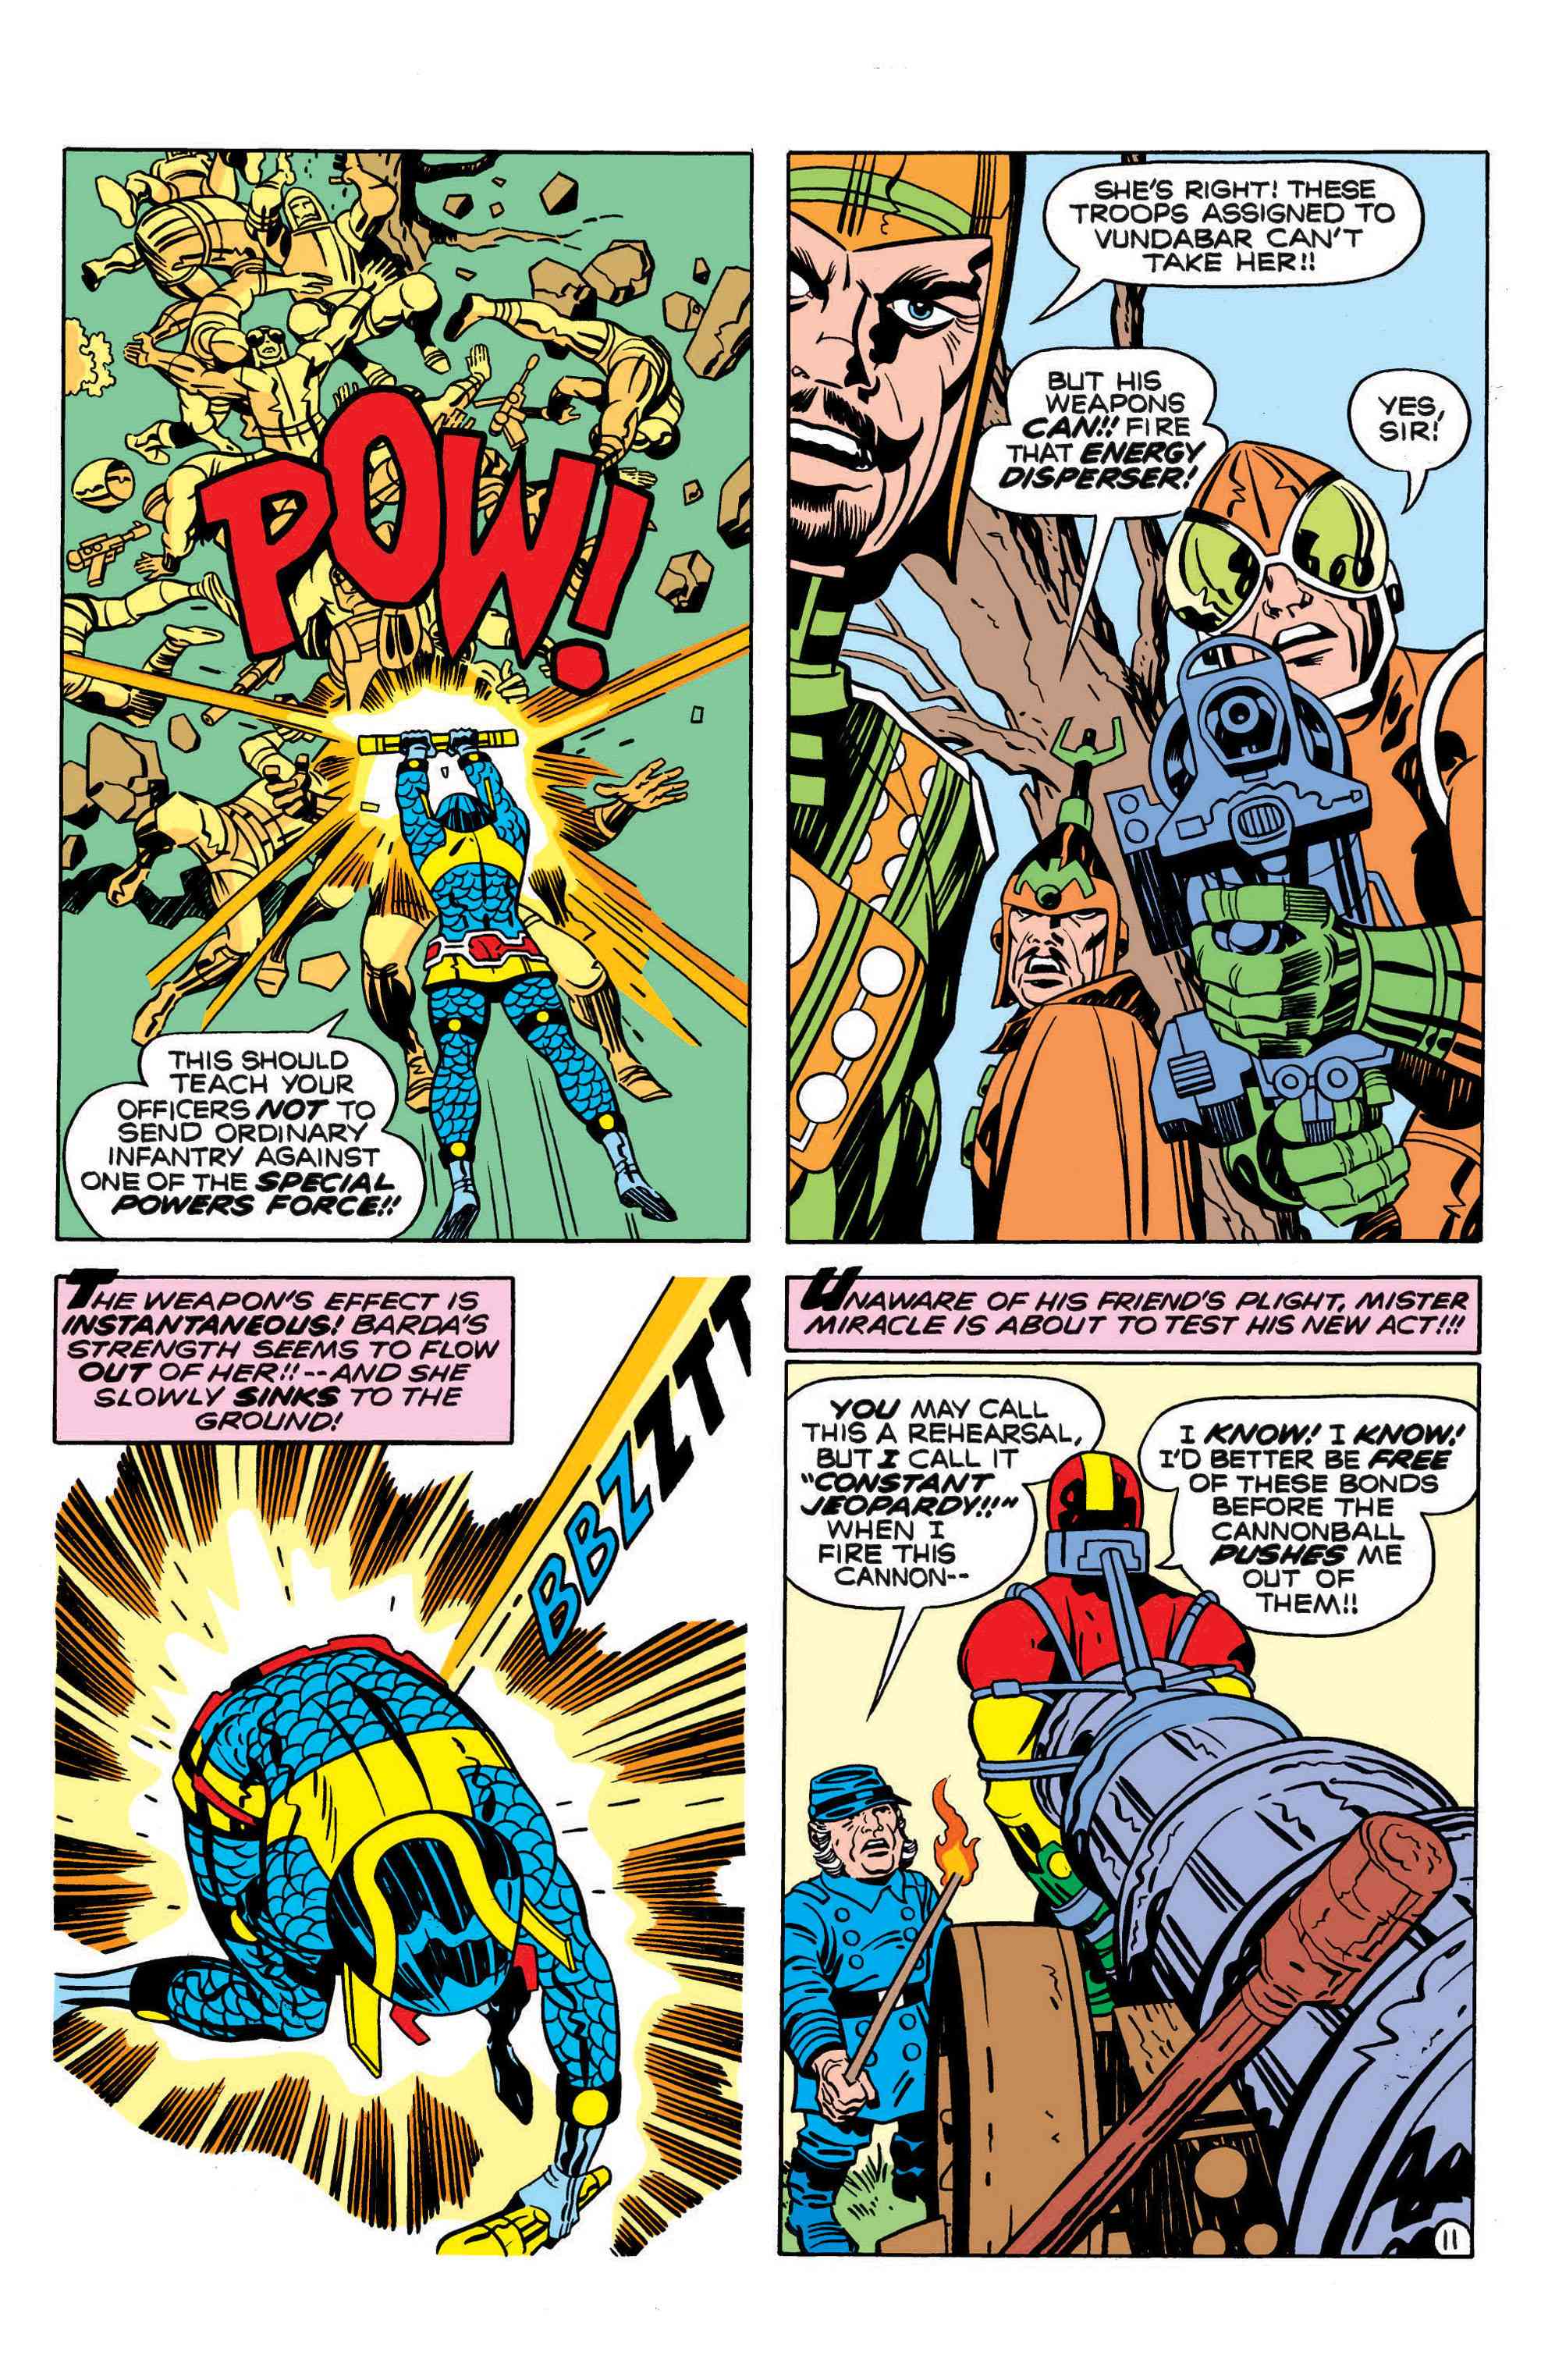 POW!
THIS SHOULD
TEACH YOUR
OFFICERS NOT TO
SEND ORDINARY
INFANTRY AGAINST
ONE OF THE SPECIAL
POWERS FORCE!!
SHE'S RIGHT! THESE
TROOPS ASSIGNED TO
VUNDABAR CAN'T
TAKE HER!!
BUT HIS
WEAPONS
CAN!! FIRE
THAT ENERGY
DISPERSER!
YES,
SIR!
THE WEAPON'S EFFECT IS
INSTANTANEOUS! BARDA'S
STRENGTH SEEMS TO FLOW
OUT OF HER!!--AND SHE
SLOWLY SINKS TO THE
GROUND!
BBZZTT
UNAWARE OF HIS FRIEND'S PLIGHT, MISTER
MIRACLE IS ABOUT TO TEST HIS NEW ACT!!!
YOU MAY CALL
THIS A REHEARSAL,
BUT I CALL IT
"CONSTANT
JEOPARDY!!"
WHEN I
FIRE THIS
CANNON--
I KNOW! I KNOW!
I'D BETTER BE FREE
OF THESE BONDS
BEFORE THE
CANNONBALL
PUSHES ME
OUT OF
THEM!!
11